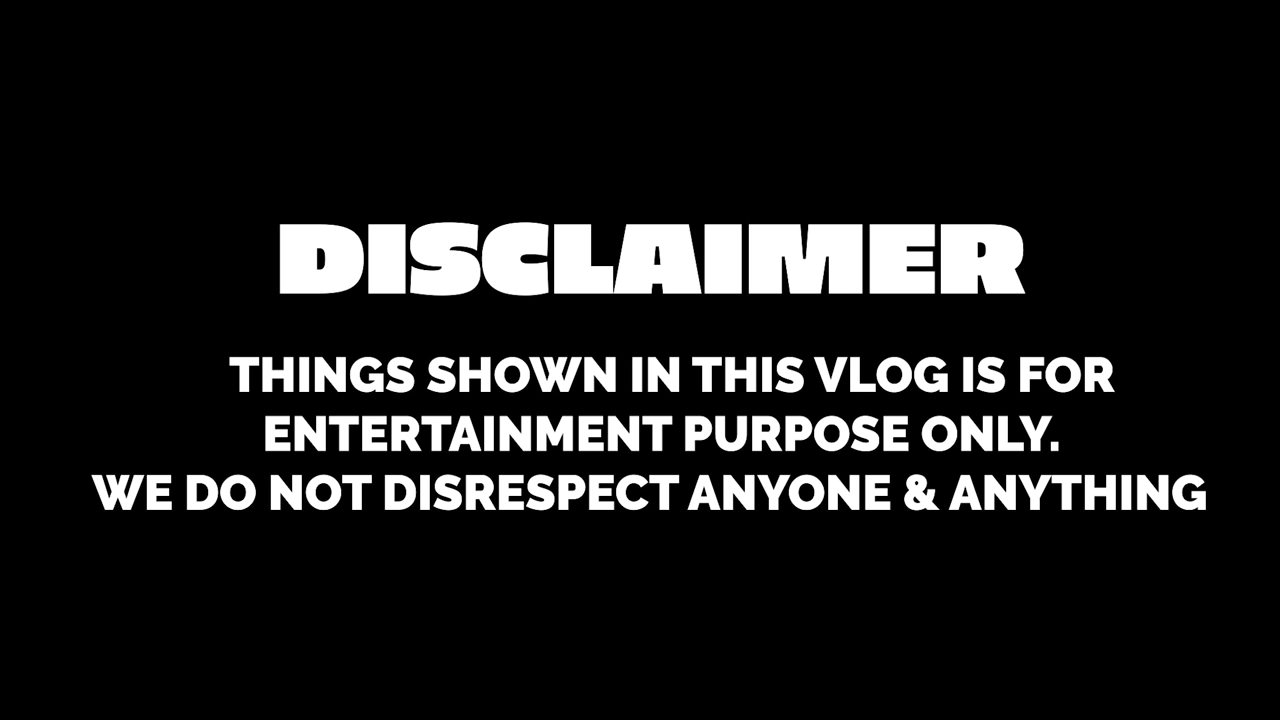 DISCLAIMER
THINGS SHOWN IN THIS VLOG IS FOR
ENTERTAINMENT PURPOSE ONLY.
WE DO NOT DISRESPECT ANYONE & ANYTHING